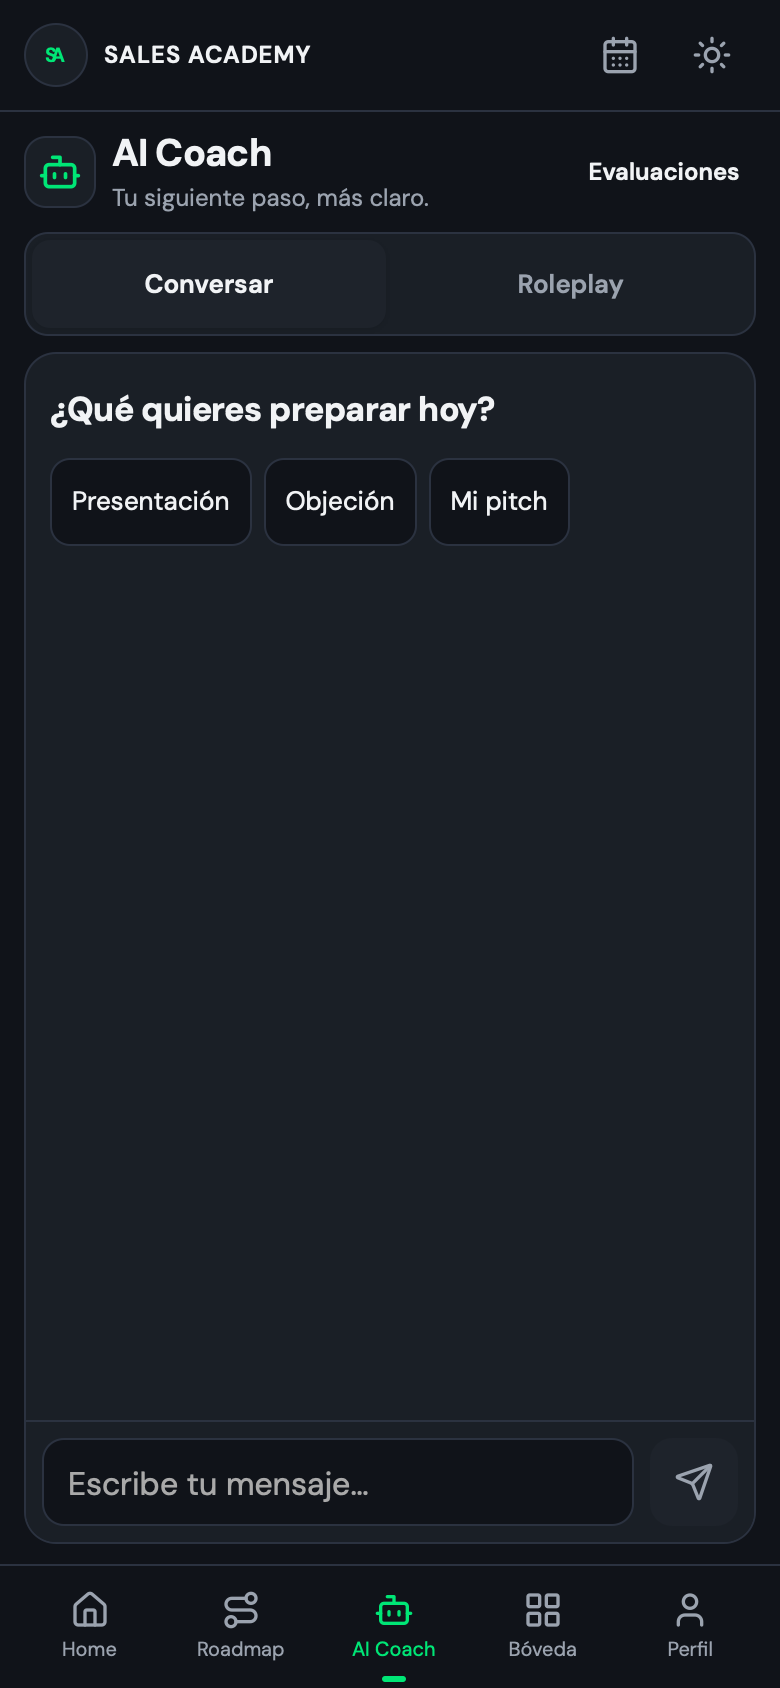 SA SALES ACADEMY
AI Coach
Tu siguiente paso, más claro.
Evaluaciones
Conversar Roleplay
¿Qué quieres preparar hoy?
Presentación Objeción Mi pitch
Escribe tu mensaje...
Home Roadmap AI Coach Bóveda Perfil